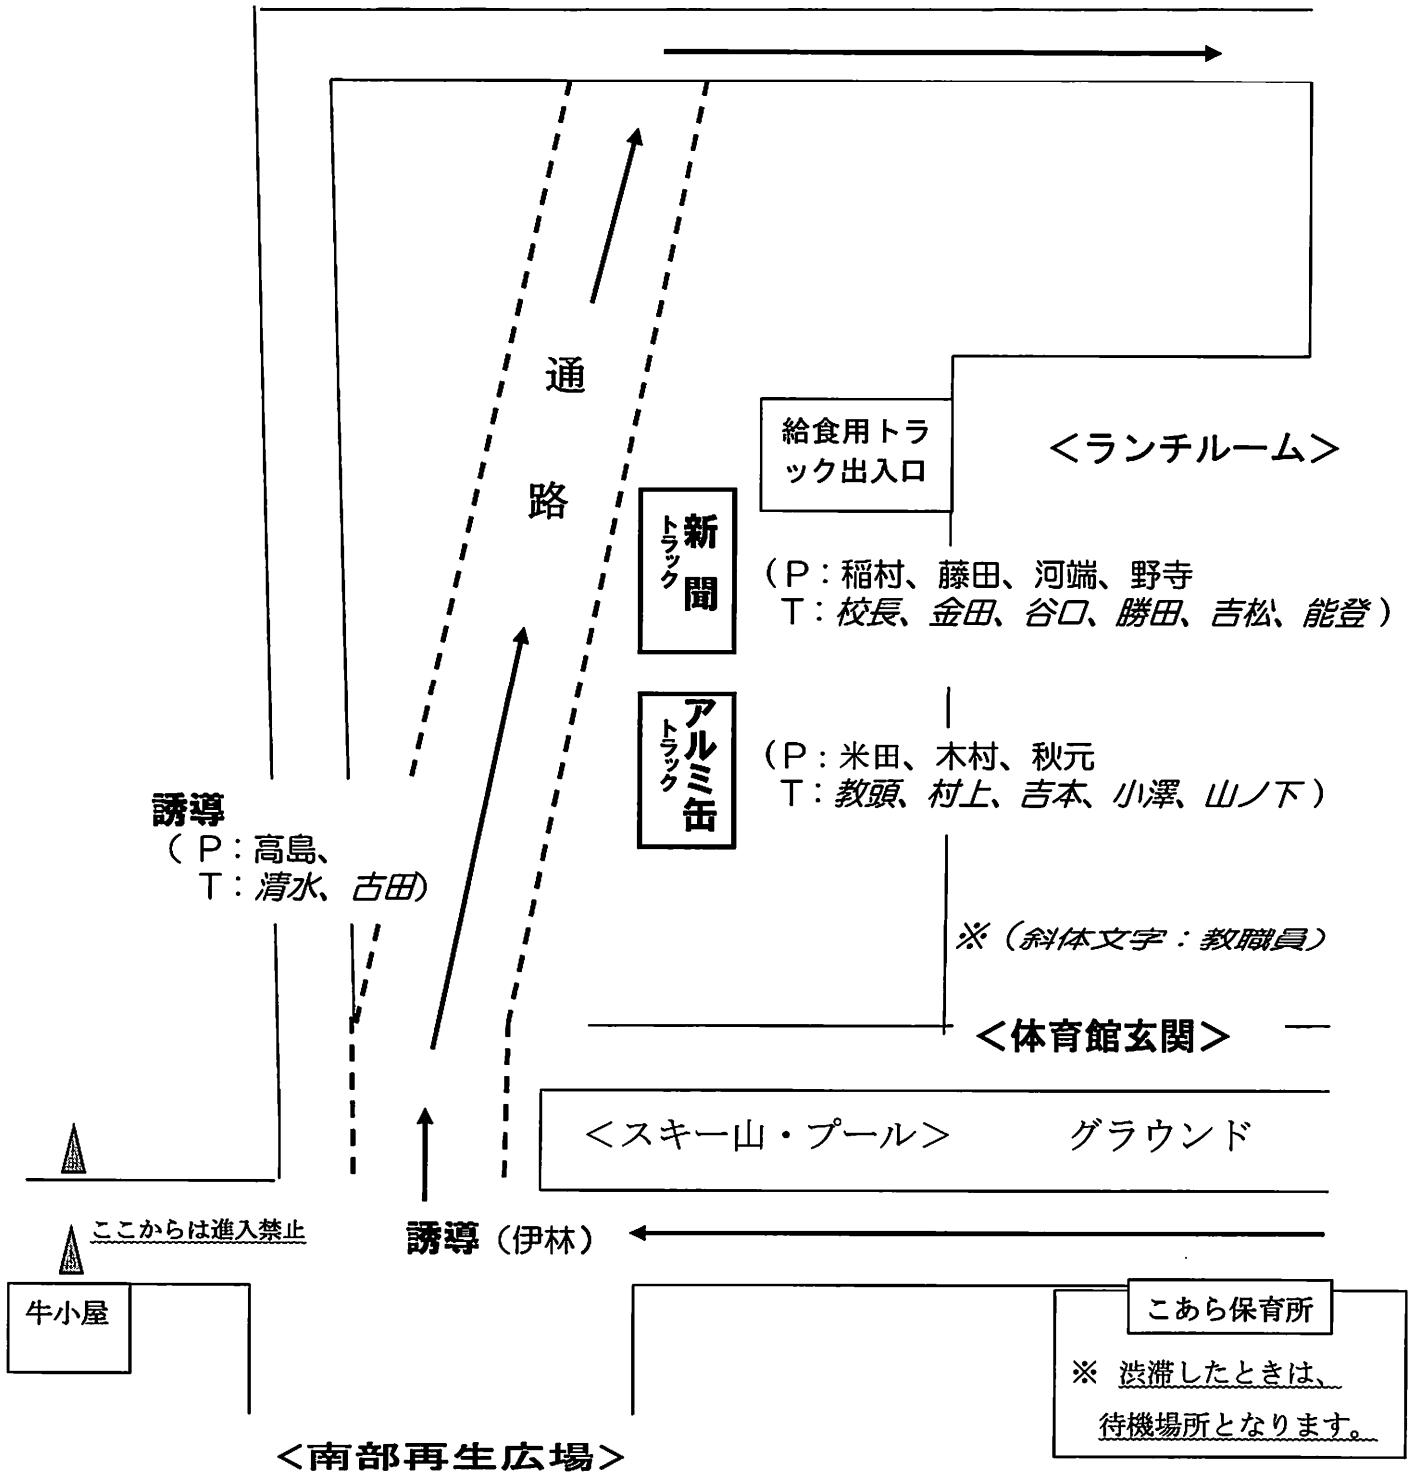 通
路
給食用トラ
ック出入口
＜ランチルーム＞
新聞
トラック
（Ｐ：稲村、藤田、河端、野寺
Ｔ：校長、金田、谷口、勝田、吉松、能登）
アルミ缶
トラック
（Ｐ：米田、木村、秋元
Ｔ：教頭、村上、吉本、小澤、山ノ下）
誘導
（Ｐ：高島、
Ｔ：清水、古田）
※（斜体文字：教職員）
＜体育館玄関＞
＜スキー山・プール＞
グラウンド
ここからは進入禁止
誘導（伊林）
牛小屋
こあら保育所
※ 渋滞したときは、
待機場所となります。
＜南部再生広場＞